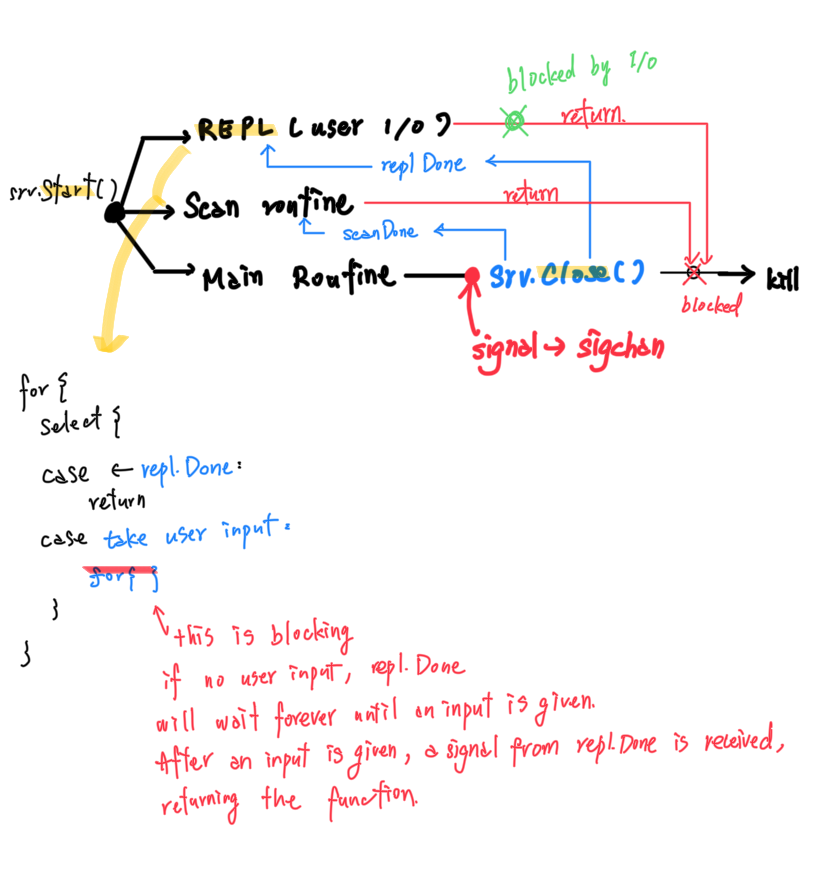 blocked by I/O
REPL (user I/O)
return.
repl Done
srv.Start()
Scan routine
return
scanDone
Main Routine
Srv.Close()
kill
blocked
signal → sigchan
for {
select {
case ← repl.Done:
return
case take user input:
for{ }
}
}
this is blocking
if no user input, repl.Done
will wait forever until an input is given.
After an input is given, a signal from repl.Done is received,
returning the function.